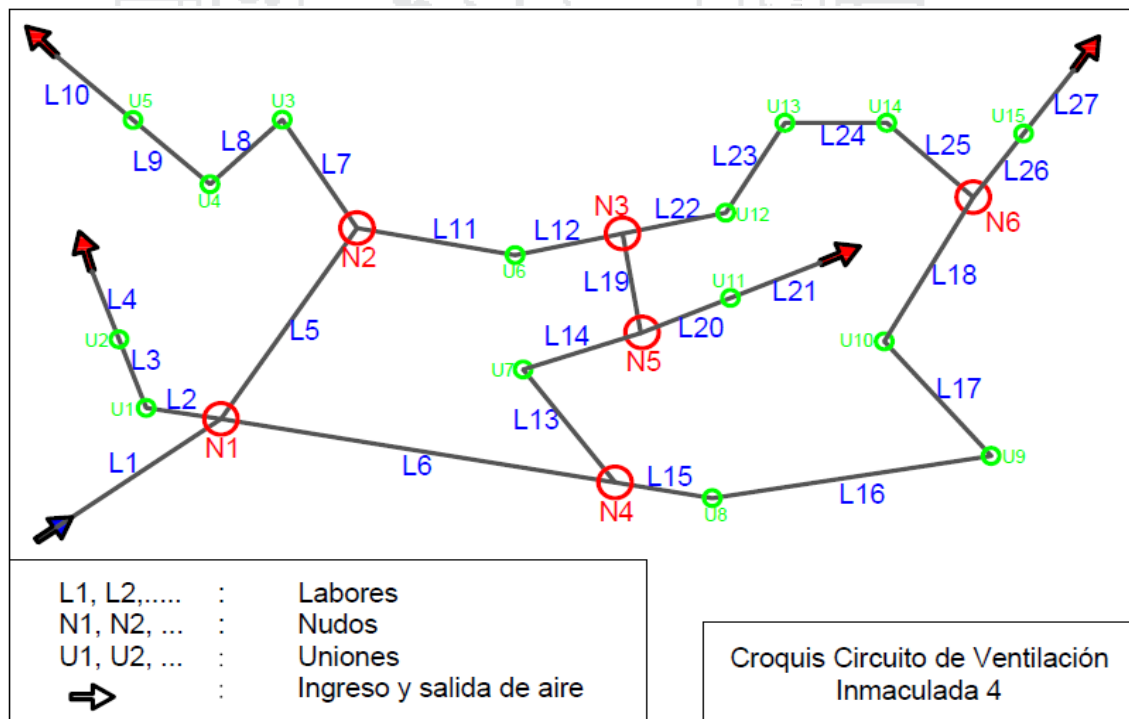 L10
U5
U3
L27
L8
U13
U14
U15
L24
L9
L7
L23
L25
L26
U4
N3
L22
U12
N6
L11
L12
N2
U6
L4
L19
U11
L21
L18
L5
L14
L20
U2
U10
L3
N5
U7
L2
L17
U1
N1
L13
L1
L6
L15
U9
L16
N4
U8
L1, L2,..... : Labores
N1, N2, ... : Nudos
U1, U2, ... : Uniones
: Ingreso y salida de aire
Croquis Circuito de Ventilación
Inmaculada 4